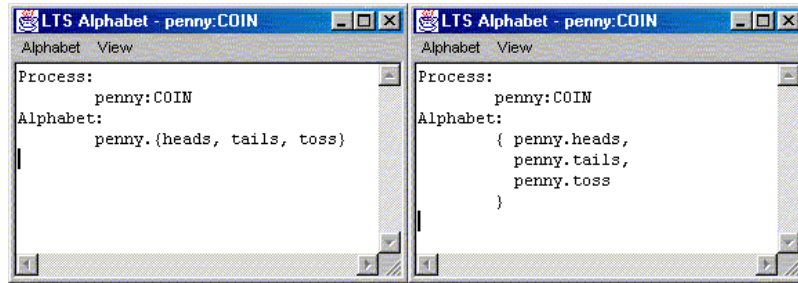 LTS Alphabet - penny:COIN
Alphabet View
Process:
penny:COIN
Alphabet:
penny.{heads, tails, toss}
LTS Alphabet - penny:COIN
Alphabet View
Process:
penny:COIN
Alphabet:
{ penny.heads,
penny.tails,
penny.toss
}